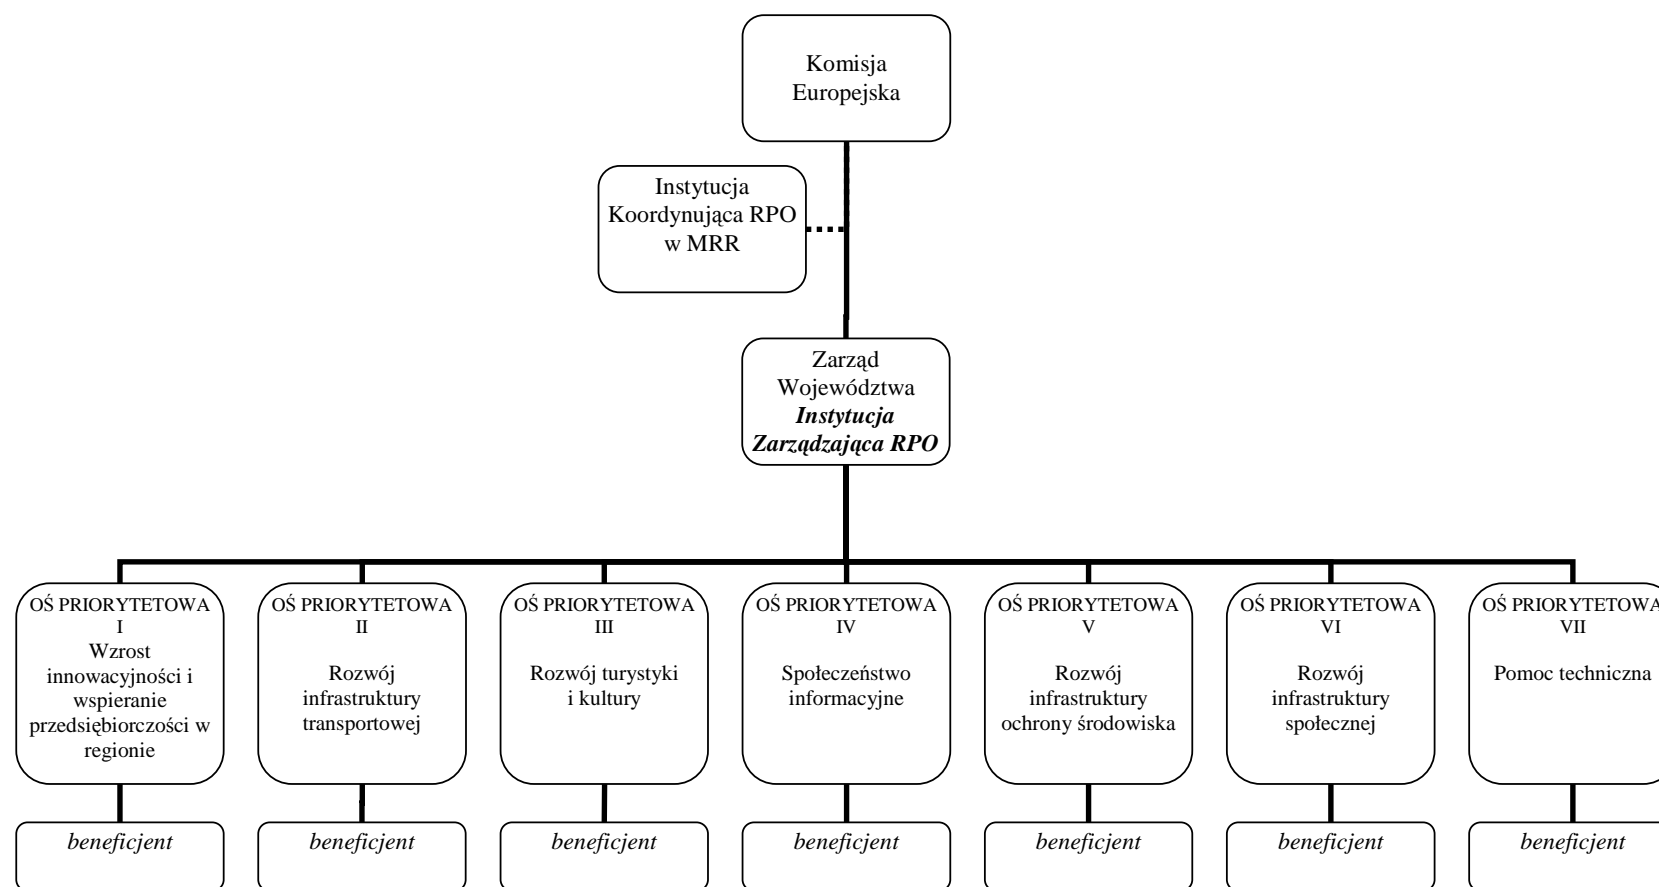 Komisja
Europejska
Instytucja
Koordynująca RPO
w MRR
Zarząd
Województwa
Instytucja
Zarządzająca RPO
OŚ PRIORYTETOWA
I
Wzrost
innowacyjności i
wspieranie
przedsiębiorczości w
regionie
OŚ PRIORYTETOWA
II
Rozwój
infrastruktury
transportowej
OŚ PRIORYTETOWA
III
Rozwój turystyki
i kultury
OŚ PRIORYTETOWA
IV
Społeczeństwo
informacyjne
OŚ PRIORYTETOWA
V
Rozwój
infrastruktury
ochrony środowiska
OŚ PRIORYTETOWA
VI
Rozwój
infrastruktury
społecznej
OŚ PRIORYTETOWA
VII
Pomoc techniczna
beneficjent
beneficjent
beneficjent
beneficjent
beneficjent
beneficjent
beneficjent